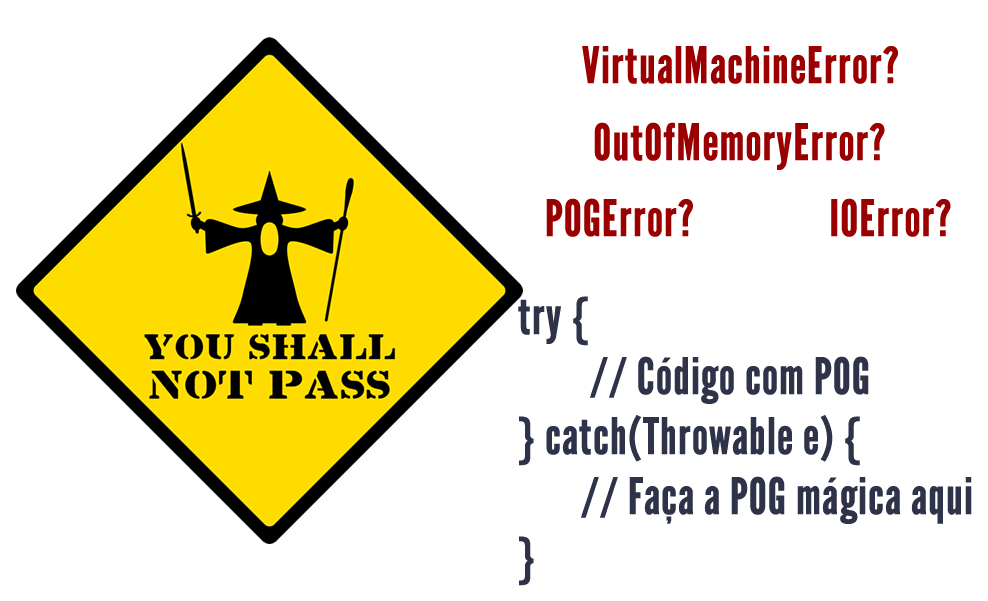 YOU SHALL
NOT PASS
VirtualMachineError?
OutOfMemoryError?
POGError? IOError?
try {
// Código com POG
} catch(Throwable e) {
// Faça a POG mágica aqui
}